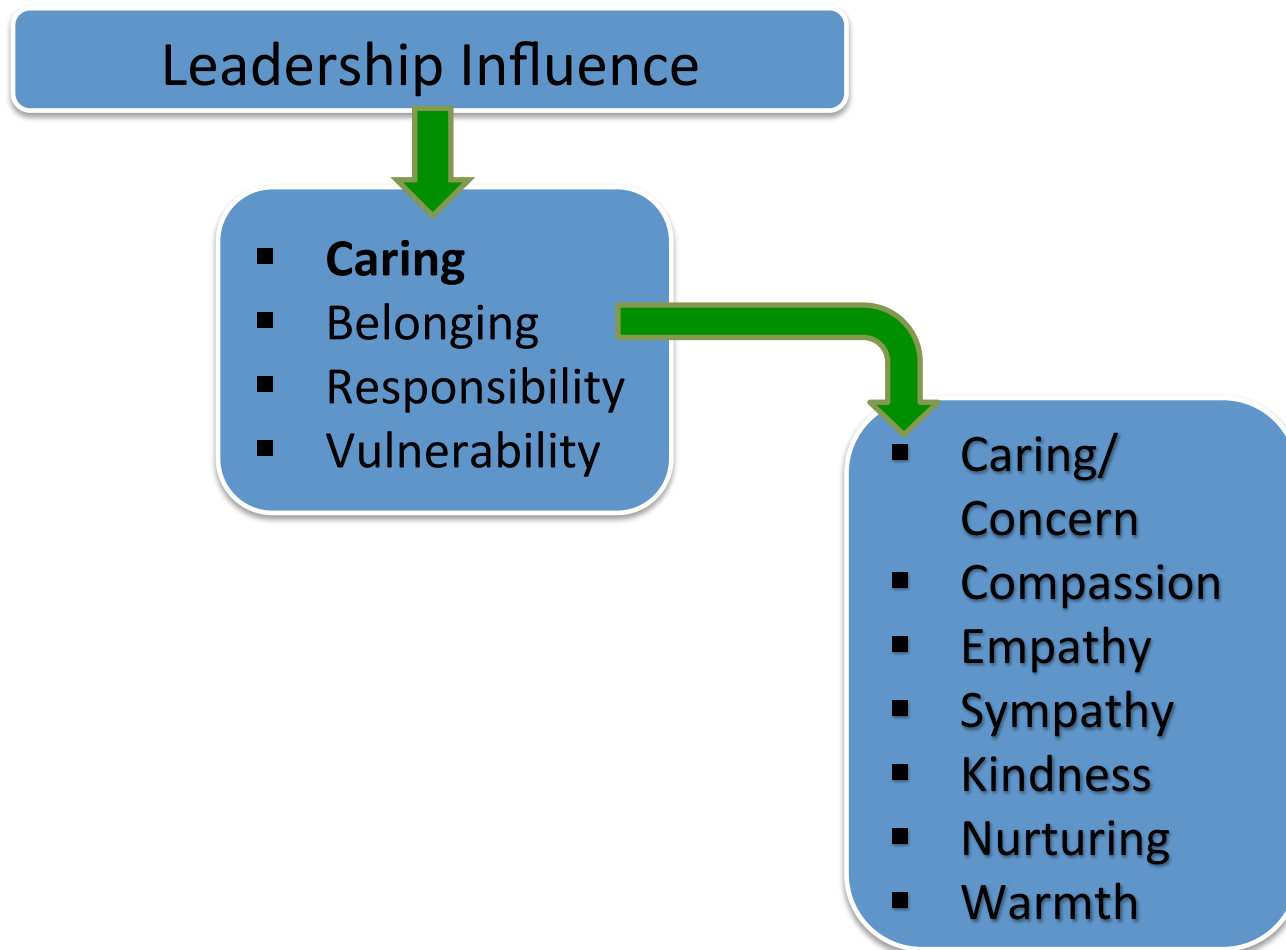 Leadership Influence
▪ Caring
▪ Belonging
▪ Responsibility
▪ Vulnerability
▪ Caring/
Concern
▪ Compassion
▪ Empathy
▪ Sympathy
▪ Kindness
▪ Nurturing
▪ Warmth